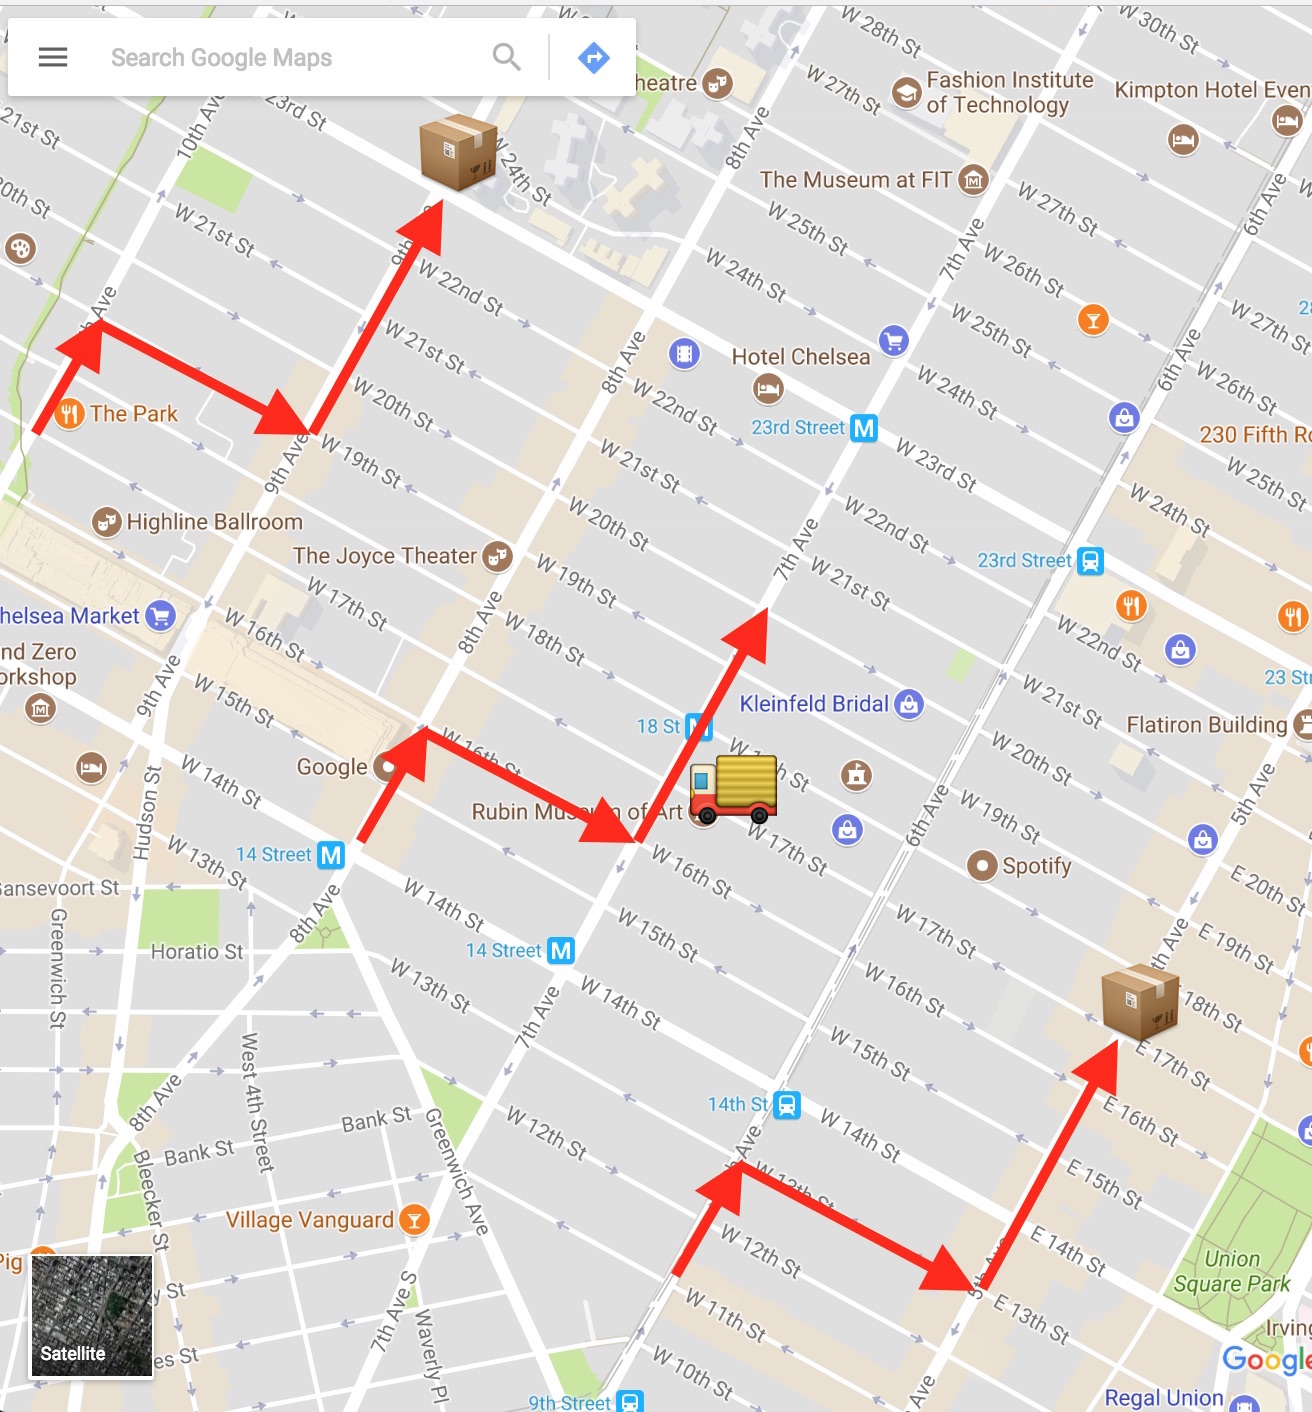 Search Google Maps
23rd St
10th Ave
21st St
20th St
W 21st St
W 24th St
heatre
W 28th St
W 27th St
8th Ave
Fashion Institute
of Technology
W 30th St
Kimpton Hotel Even
The Museum at FIT
W 27th St
6th Ave
W 25th St
7th Ave
W 26th St
W 24th St
W 22nd St
W 27th St
28
W 25th St
W 21st St
8th Ave
Hotel Chelsea
6th Ave
W 26th St
W 20th St
W 22nd St
W 24th St
The Park
23rd Street
230 Fifth Ro
W 19th St
9th Ave
W 21st St
W 23rd St
W 25th St
W 24th St
Highline Ballroom
W 20th St
W 22nd St
The Joyce Theater
7th Ave
23rd Street
W 19th St
W 21st St
W 17th St
helsea Market
W 16th St
8th Ave
W 18th St
W 22nd St
nd Zero
orkshop
9th Ave
W 15th St
Kleinfeld Bridal
23 St
W 21st St
18 St
Flatiron Building
W 16th St
W 20th St
Google
W 14th St
5th Ave
Hudson St
Rubin Museum of Art
6th Ave
W 19th St
W 17th St
14 Street
W 13th St
W 16th St
Spotify
E 20th St
Gansevoort St
8th Ave
W 14th St
W 15th St
W 17th St
Greenwich St
Horatio St
14 Street
E 19th St
W 13th St
W 14th St
W 16th St
18th St
7th Ave
W 15th St
E 17th St
West 4th Street
8th Ave
14th St
E 16th St
Bank St
W 12th St
W 14th St
Bank St
Greenwich Ave
E 15th St
Bleecker St
Village Vanguard
W 12th St
E 14th St
Union
Square Park
Pig
5th Ave
y St
W 11th St
E 13th St
7th Ave S
Waverly Pl
Irving
Satellite
es St
W 10th St
Google
9th Street
Ave
Regal Union